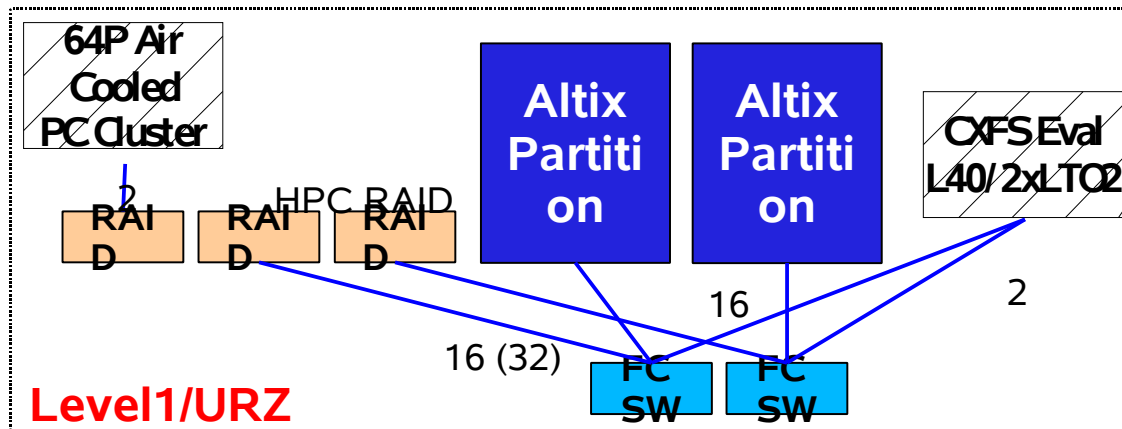 64P Air
Cooled
PC Cluster
2
HPC RAID
RAI
D
RAI
D
RAI
D
Altix
Partiti
on
Altix
Partiti
on
CXFS Eval
L40/2xLTO2
16
2
16 (32)
FC
SW
FC
SW
Level1/URZ